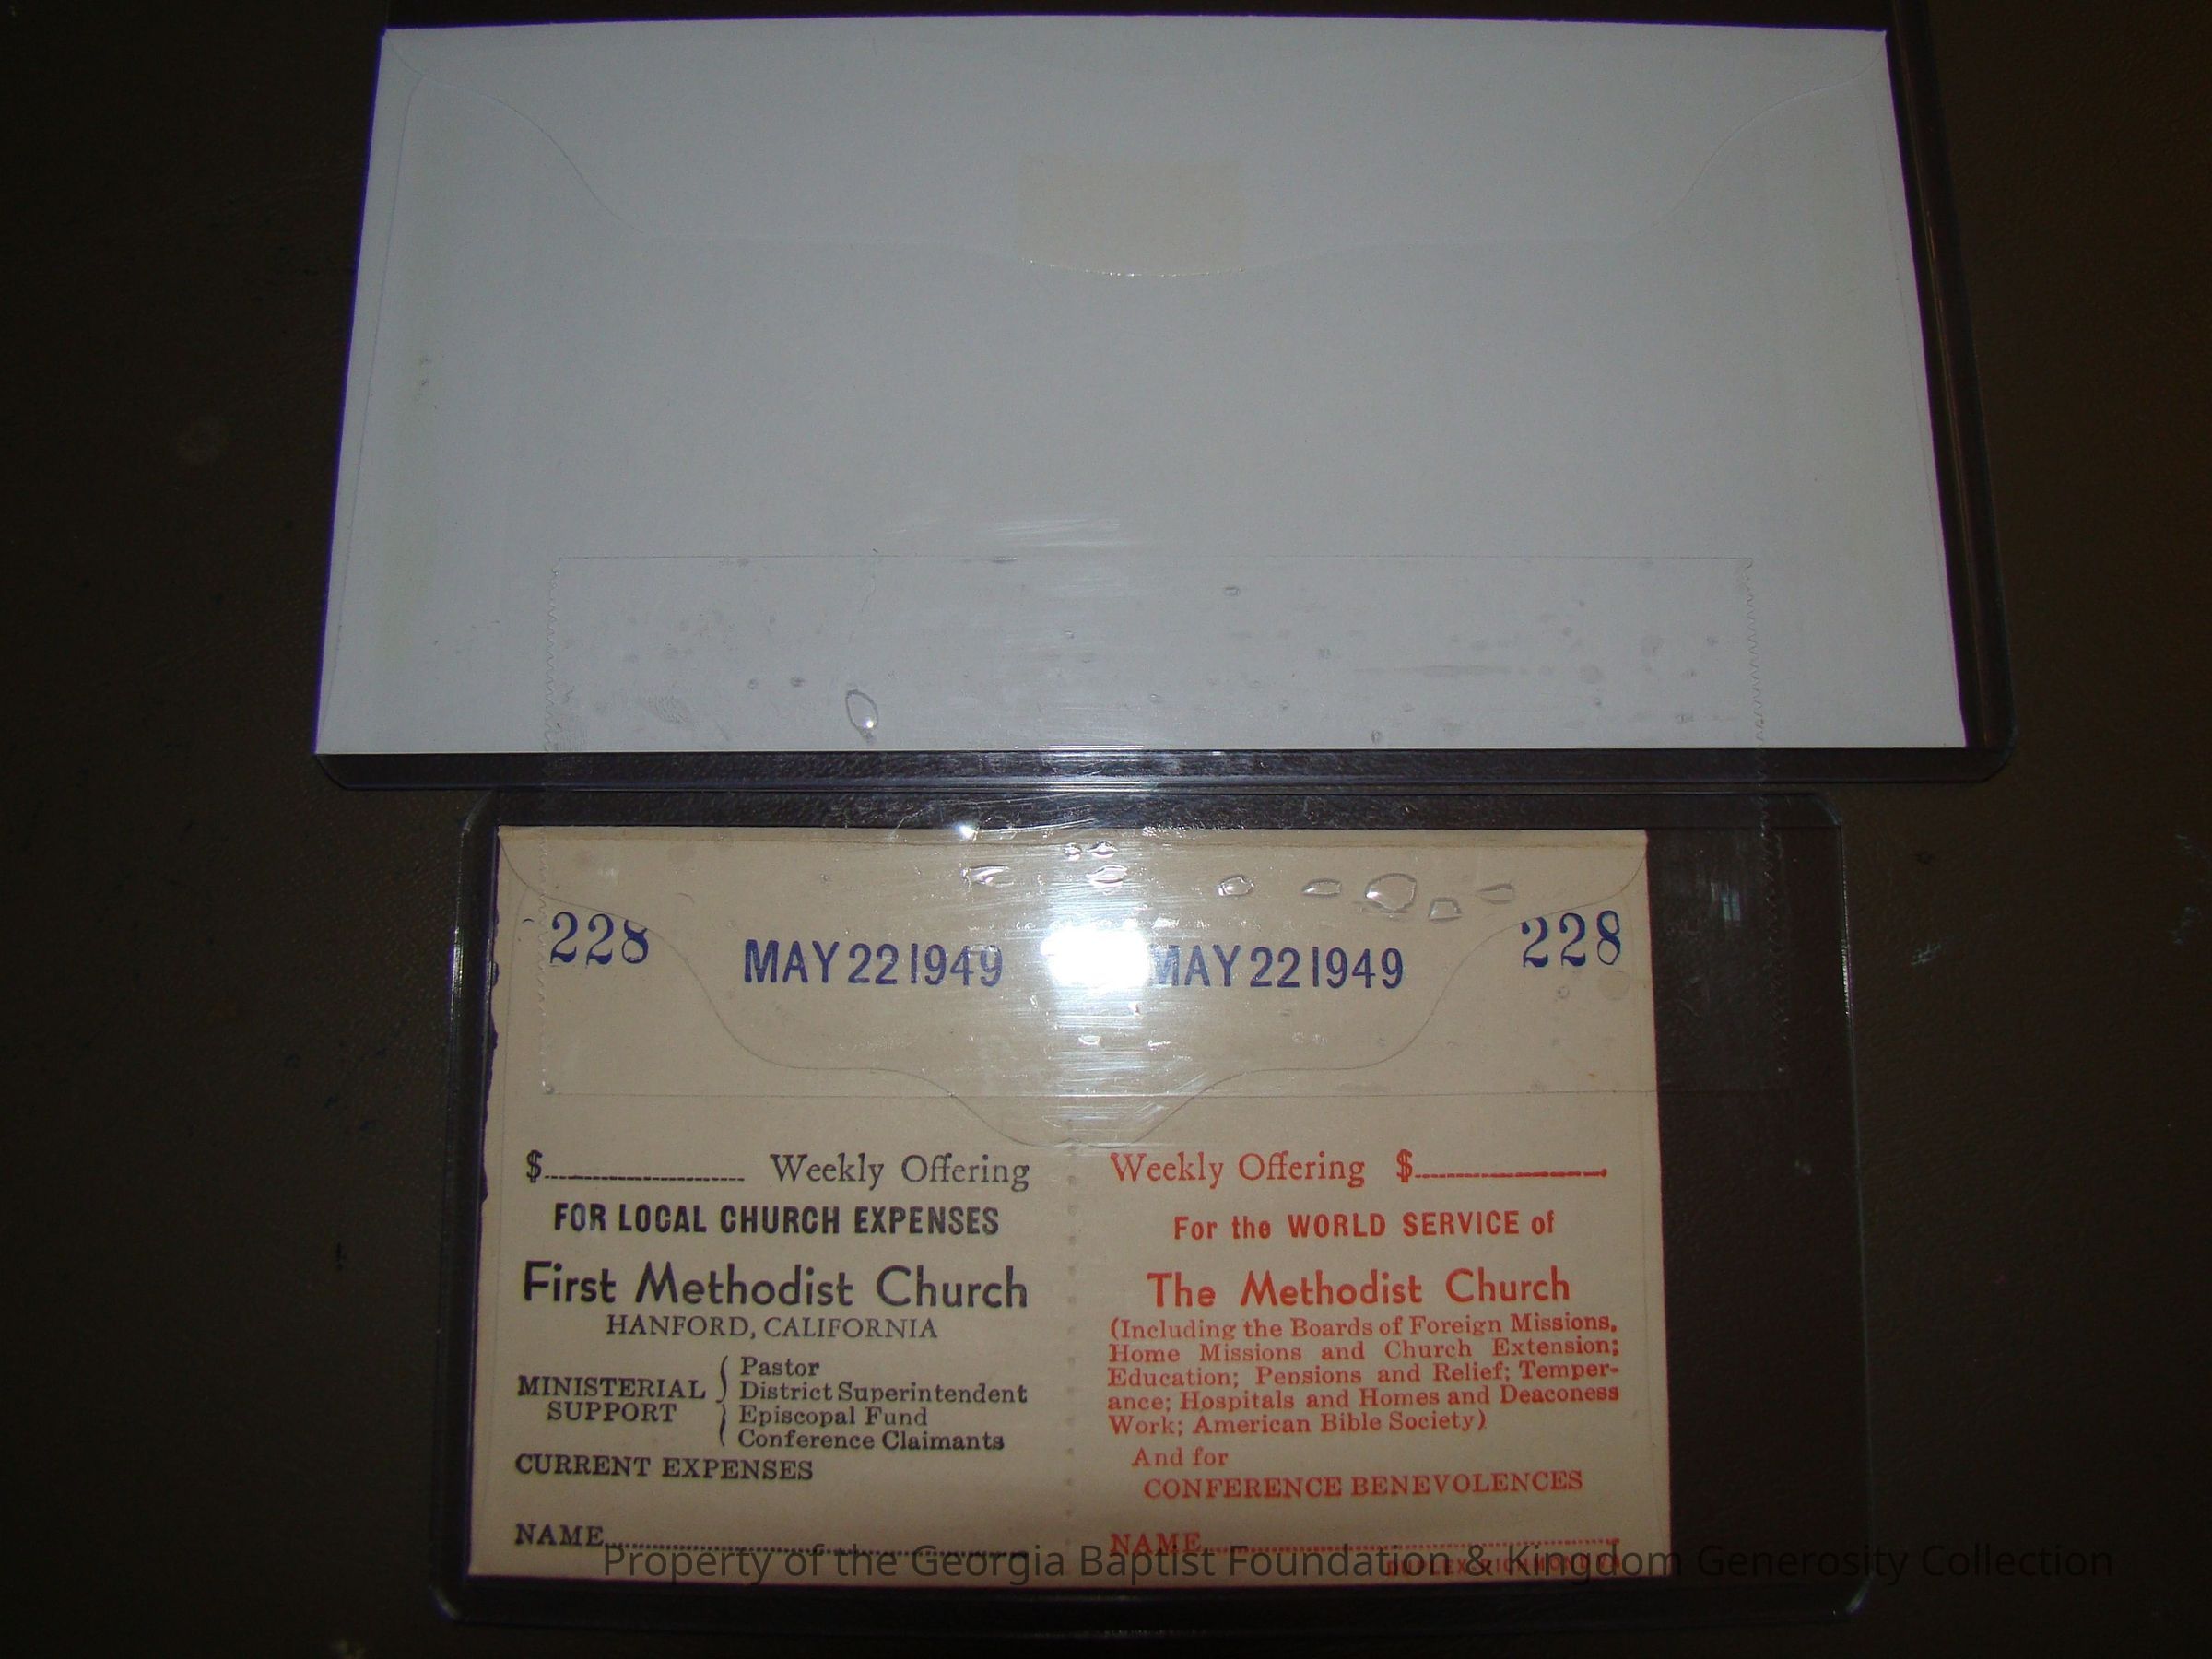 228 MAY 22 1949 MAY 22 1949 228
$ Weekly Offering
FOR LOCAL CHURCH EXPENSES
First Methodist Church
HANFORD, CALIFORNIA
MINISTERIAL SUPPORT
Pastor
District Superintendent
Episcopal Fund
Conference Claimants
CURRENT EXPENSES
NAME
Weekly Offering $
For the WORLD SERVICE of
The Methodist Church
(Including the Boards of Foreign Missions,
Home Missions and Church Extension;
Education; Pensions and Relief; Temper-
ance; Hospitals and Homes and Deaconess
Work; American Bible Society)
And for
CONFERENCE BENEVOLENCES
NAME
DUPLEX-RICHMOND, VA
Property of the Georgia Baptist Foundation & Kingdom Generosity Collection